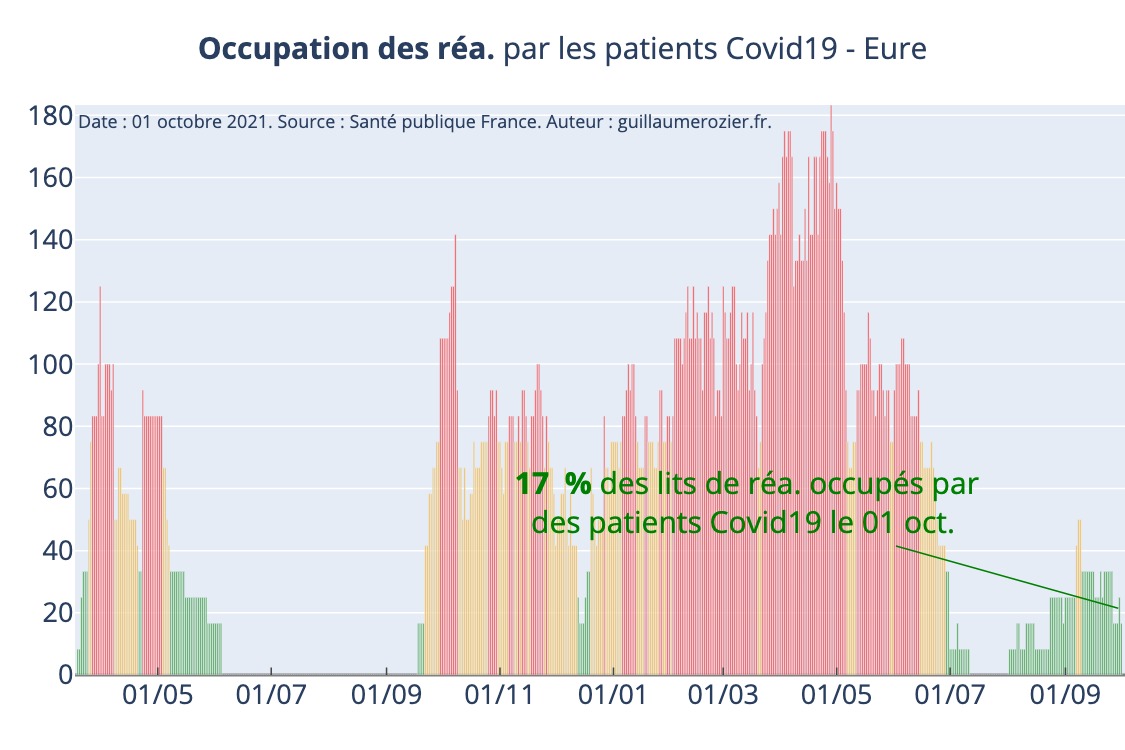 Occupation des réa. par les patients Covid19 - Eure
180
Date : 01 octobre 2021. Source : Santé publique France. Auteur : guillaumerozier.fr.
160
140
120
100
80
60
40
20
0
17 % des lits de réa. occupés par
des patients Covid19 le 01 oct.
01/05 01/07 01/09 01/11 01/01 01/03 01/05 01/07 01/09